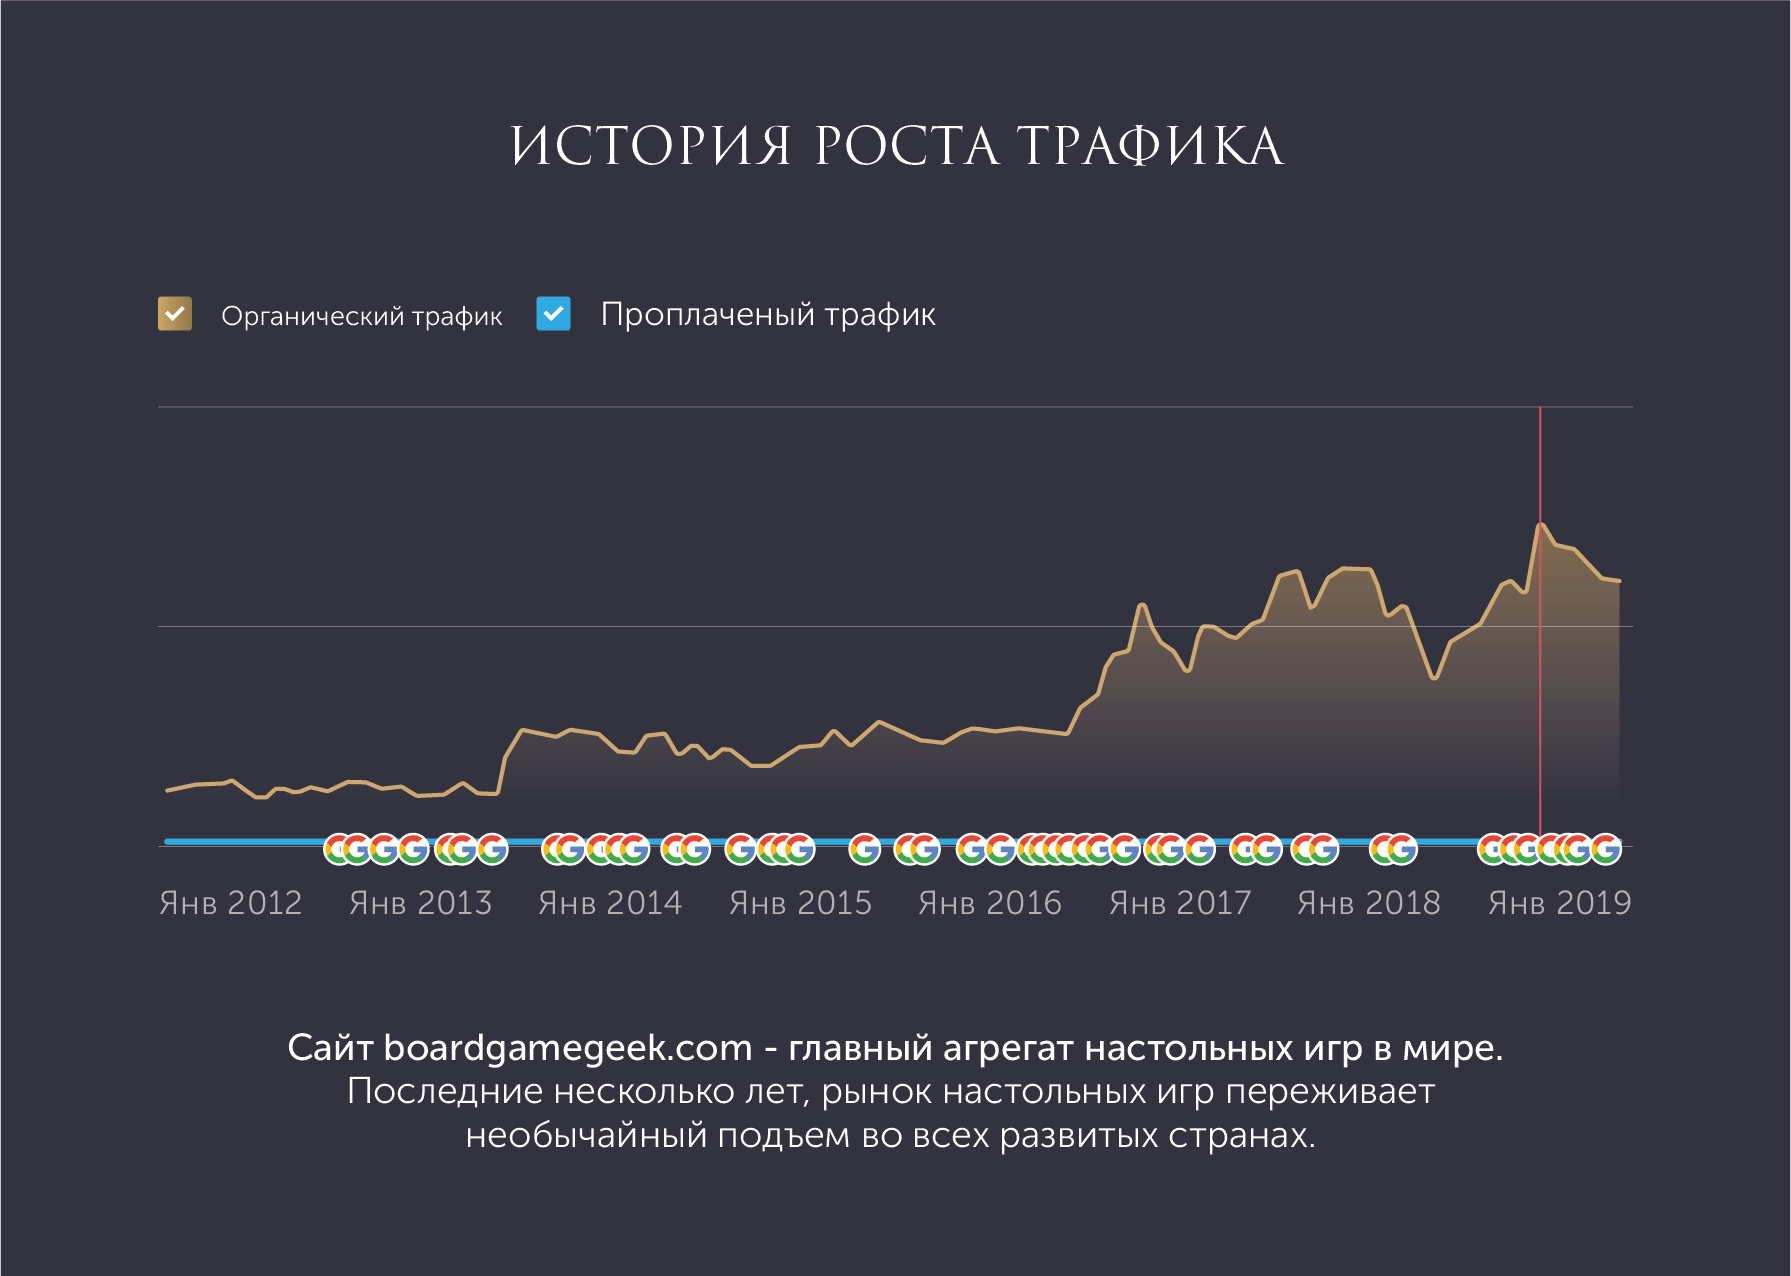 ИСТОРИЯ РОСТА ТРАФИКА
Органический трафик Проплаченый трафик
Янв 2012 Янв 2013 Янв 2014 Янв 2015 Янв 2016 Янв 2017 Янв 2018 Янв 2019
Сайт boardgamegeek.com - главный агрегат настольных игр в мире.
Последние несколько лет, рынок настольных игр переживает
необычайный подъем во всех развитых странах.